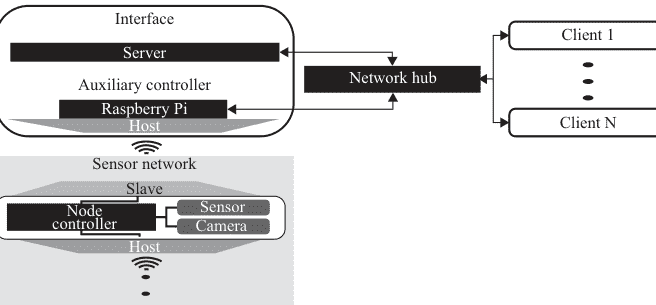 Interface
Server
Auxiliary controller
Raspberry Pi
Host
Network hub
Client 1
Client N
Sensor network
Slave
Node
controller
Sensor
Camera
Host